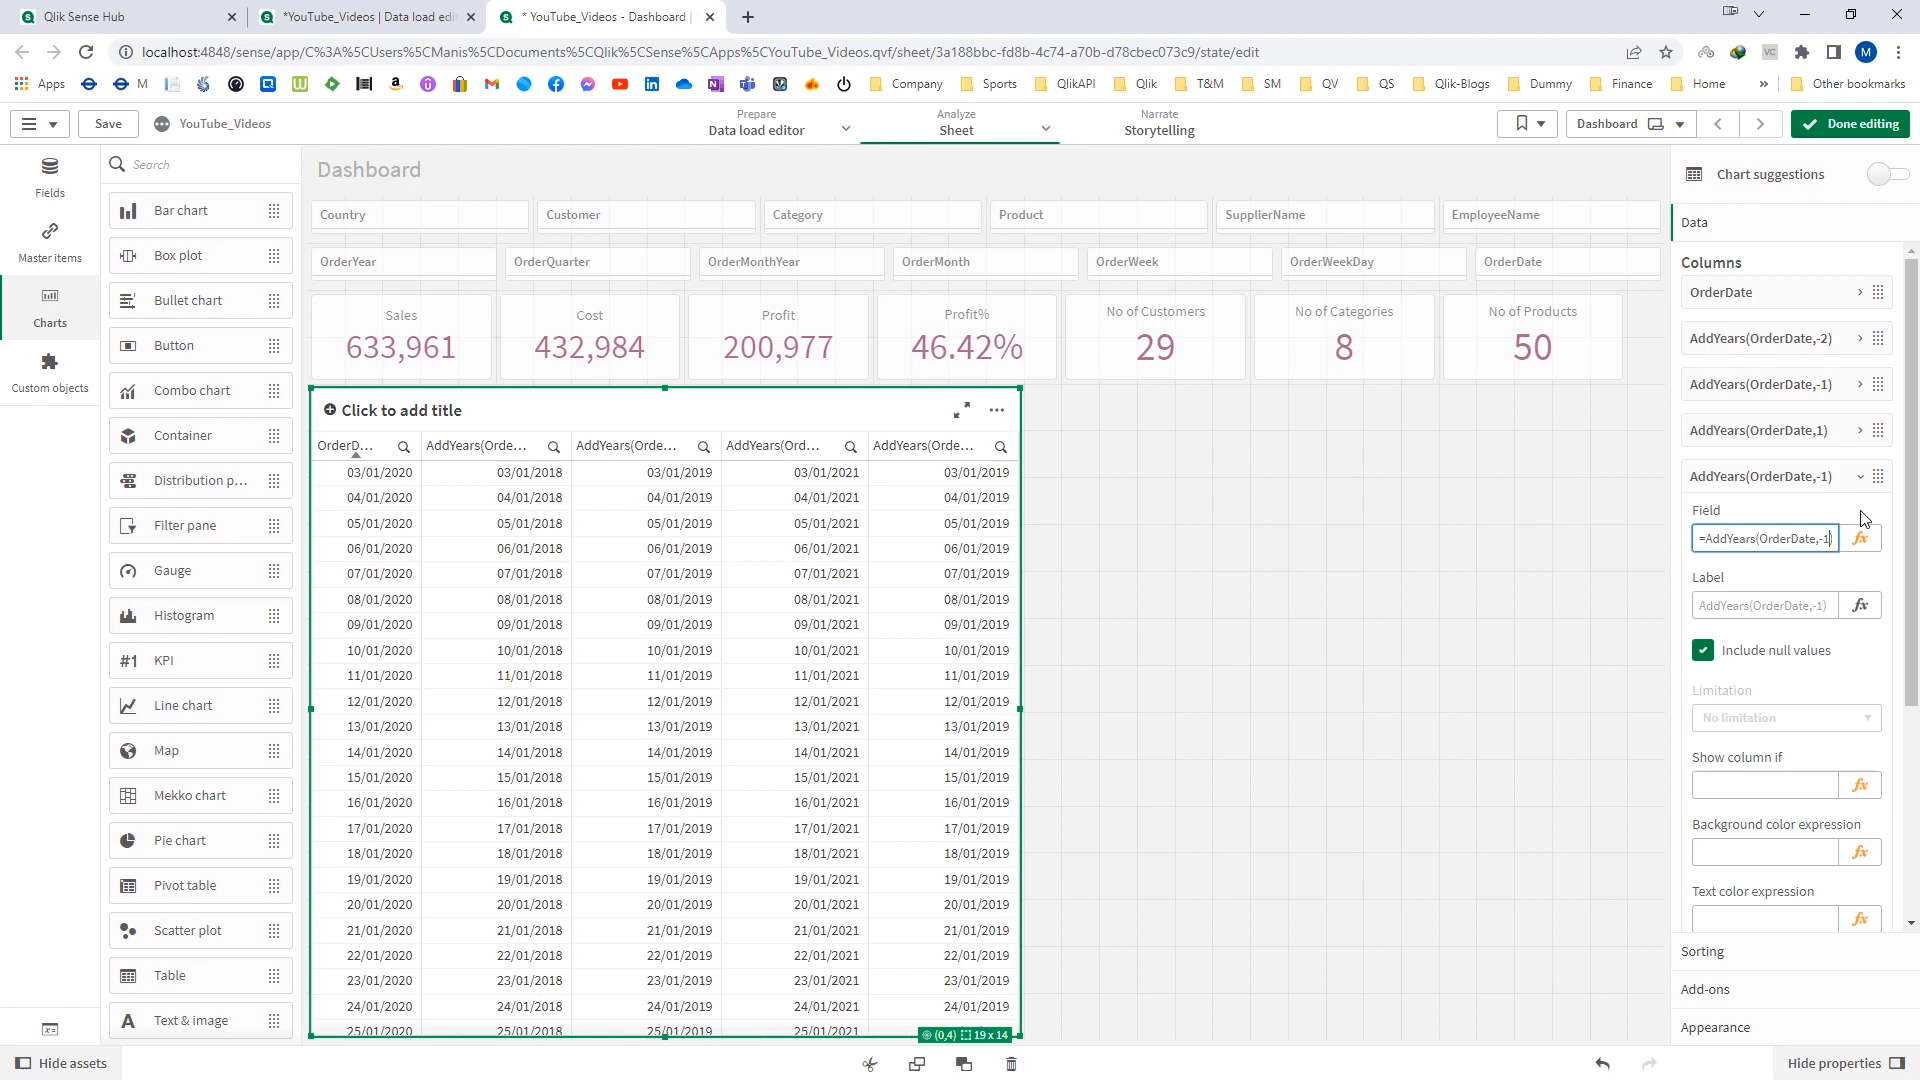 Qlik Sense Hub
*YouTube_Videos | Data load edi
* YouTube_Videos - Dashboard |
localhost:4848/sense/app/C%3A%5CUsers%5CManis%5CDocuments%5CQlik%5CSense%5CApps%5CYouTube_Videos.qvf/sheet/3a188bbc-fd8b-4c74-a70b-d78cbec073c9/state/edit
VC
M
Apps
M
Company
Sports
QlikAPI
Qlik
T&M
SM
QV
QS
Qlik-Blogs
Dummy
Finance
Home
»
Other bookmarks
Save
YouTube_Videos
Prepare
Data load editor
Analyze
Sheet
Narrate
Storytelling
Dashboard
Done editing
Fields
Master items
Charts
Custom objects
Search
Bar chart
Box plot
Bullet chart
Button
Combo chart
Container
Distribution p...
Filter pane
Gauge
Histogram
#1 KPI
Line chart
Map
Mekko chart
Pie chart
Pivot table
Scatter plot
Table
A Text & image
Dashboard
Country
Customer
Category
Product
SupplierName
EmployeeName
OrderYear
OrderQuarter
OrderMonthYear
OrderMonth
OrderWeek
OrderWeekDay
OrderDate
Sales
633,961
Cost
432,984
Profit
200,977
Profit%
46.42%
No of Customers
29
No of Categories
8
No of Products
50
Click to add title
OrderD... AddYears(Orde... AddYears(Orde... AddYears(Ord... AddYears(Orde...
03/01/2020 03/01/2018 03/01/2019 03/01/2021 03/01/2019
04/01/2020 04/01/2018 04/01/2019 04/01/2021 04/01/2019
05/01/2020 05/01/2018 05/01/2019 05/01/2021 05/01/2019
06/01/2020 06/01/2018 06/01/2019 06/01/2021 06/01/2019
07/01/2020 07/01/2018 07/01/2019 07/01/2021 07/01/2019
08/01/2020 08/01/2018 08/01/2019 08/01/2021 08/01/2019
09/01/2020 09/01/2018 09/01/2019 09/01/2021 09/01/2019
10/01/2020 10/01/2018 10/01/2019 10/01/2021 10/01/2019
11/01/2020 11/01/2018 11/01/2019 11/01/2021 11/01/2019
12/01/2020 12/01/2018 12/01/2019 12/01/2021 12/01/2019
13/01/2020 13/01/2018 13/01/2019 13/01/2021 13/01/2019
14/01/2020 14/01/2018 14/01/2019 14/01/2021 14/01/2019
15/01/2020 15/01/2018 15/01/2019 15/01/2021 15/01/2019
16/01/2020 16/01/2018 16/01/2019 16/01/2021 16/01/2019
17/01/2020 17/01/2018 17/01/2019 17/01/2021 17/01/2019
18/01/2020 18/01/2018 18/01/2019 18/01/2021 18/01/2019
19/01/2020 19/01/2018 19/01/2019 19/01/2021 19/01/2019
20/01/2020 20/01/2018 20/01/2019 20/01/2021 20/01/2019
21/01/2020 21/01/2018 21/01/2019 21/01/2021 21/01/2019
22/01/2020 22/01/2018 22/01/2019 22/01/2021 22/01/2019
23/01/2020 23/01/2018 23/01/2019 23/01/2021 23/01/2019
24/01/2020 24/01/2018 24/01/2019 24/01/2021 24/01/2019
25/01/2020 25/01/2018 25/01/2019 25/01/2021
(0,4) 19 x 14
Chart suggestions
Data
Columns
OrderDate
AddYears(OrderDate,-2)
AddYears(OrderDate,-1)
AddYears(OrderDate,1)
AddYears(OrderDate,-1)
Field
=AddYears(OrderDate,-1)
fx
Label
AddYears(OrderDate,-1)
fx
Include null values
Limitation
No limitation
Show column if
fx
Background color expression
fx
Text color expression
fx
Sorting
Add-ons
Appearance
Hide assets
Hide properties